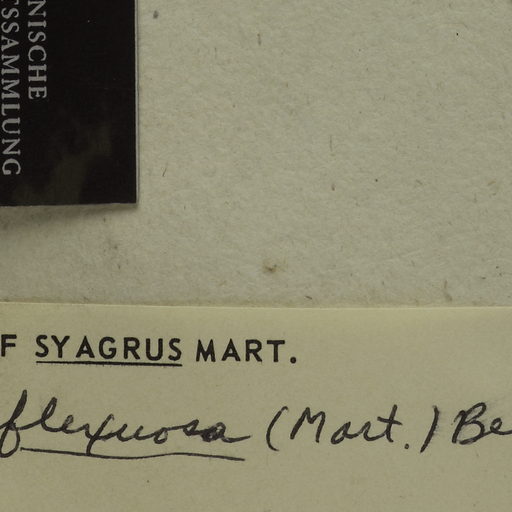 NISCHE
SSAMMLUNG
F SYAGRUS MART.
flexuosa (Mart.) Be